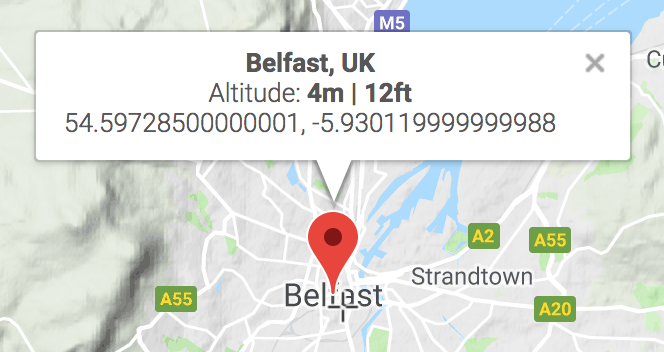 M5
Belfast, UK
Altitude: 4m | 12ft
54.59728500000001, -5.930119999999988
A2
A55
Strandtown
Belfast
A55
A20